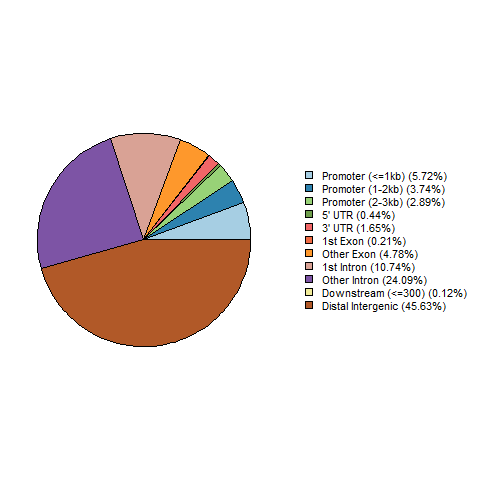 Promoter (<=1kb) (5.72%)
Promoter (1-2kb) (3.74%)
Promoter (2-3kb) (2.89%)
5' UTR (0.44%)
3' UTR (1.65%)
1st Exon (0.21%)
Other Exon (4.78%)
1st Intron (10.74%)
Other Intron (24.09%)
Downstream (<=300) (0.12%)
Distal Intergenic (45.63%)